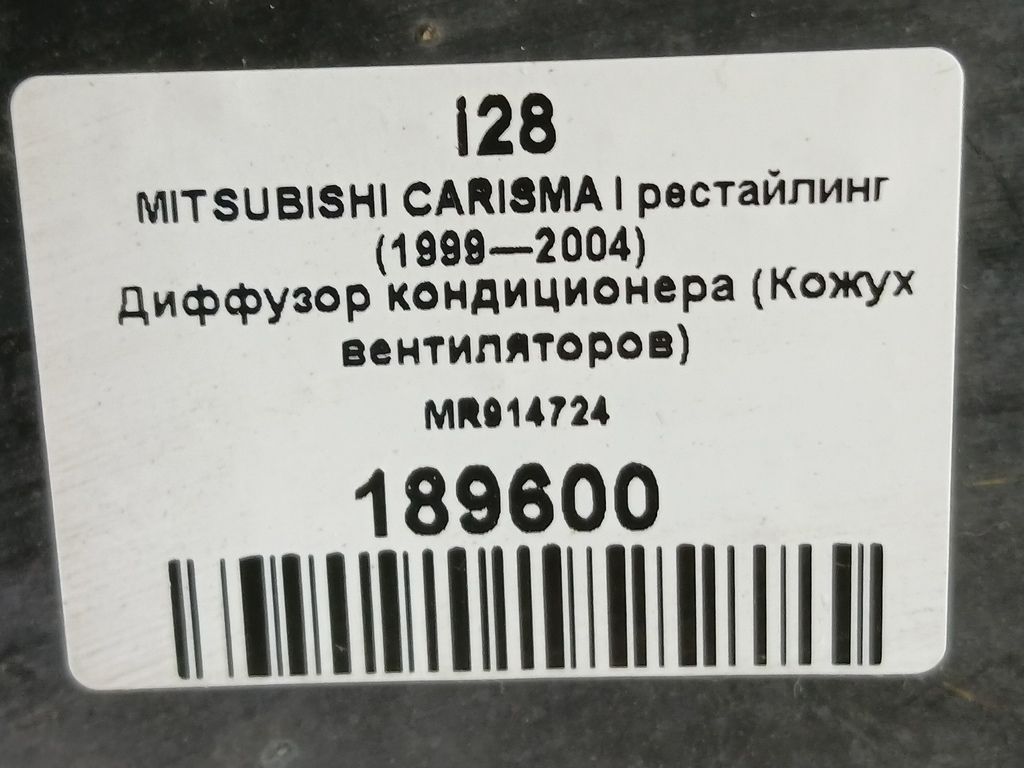 i28
MITSUBISHI CARISMA I рестайлинг
(1999—2004)
Диффузор кондиционера (Кожух
вентиляторов)
MR914724
189600